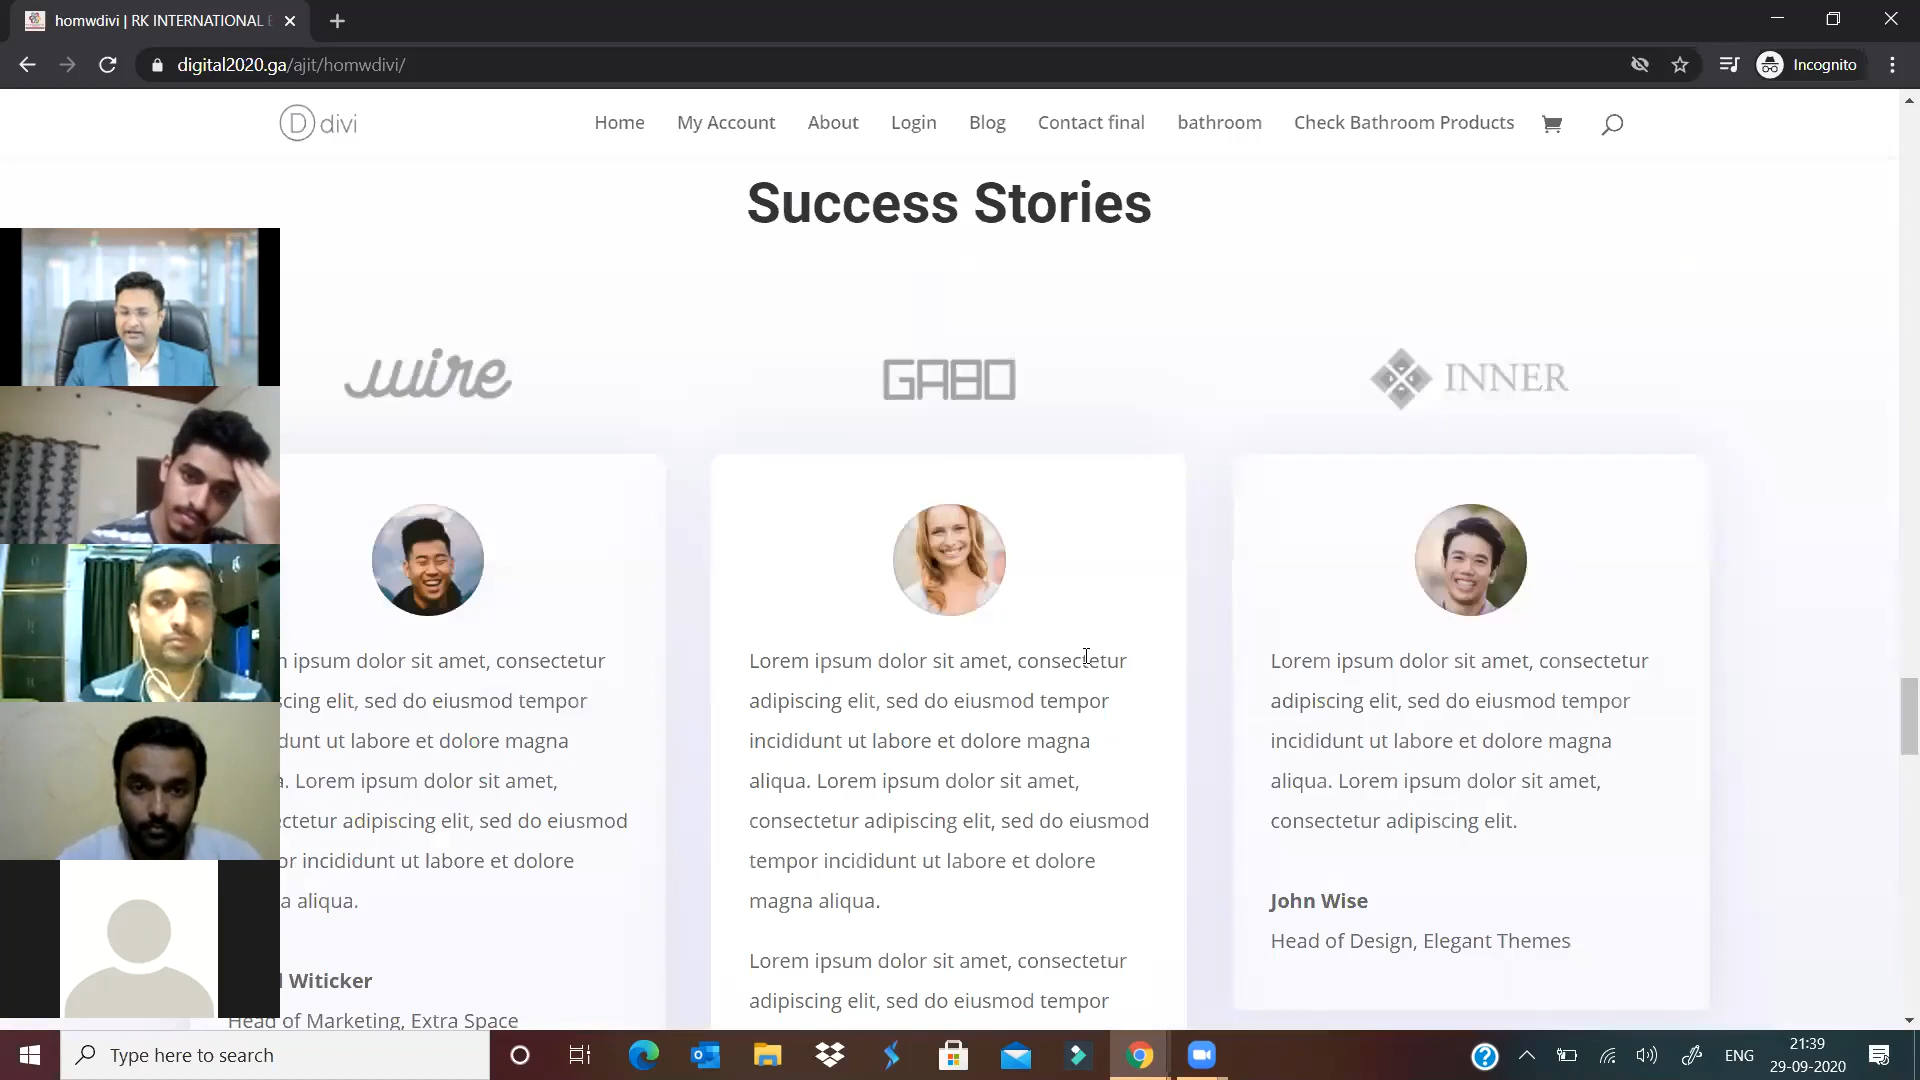 homwdivi | RK INTERNATIONAL
digital2020.ga/ajit/homwdivi/
Incognito
D divi
Home
My Account
About
Login
Blog
Contact final
bathroom
Check Bathroom Products
Success Stories
wire
GABO
INNER
ipsum dolor sit amet, consectetur
cing elit, sed do eiusmod tempor
dunt ut labore et dolore magna
. Lorem ipsum dolor sit amet,
ctetur adipiscing elit, sed do eiusmod
or incididunt ut labore et dolore
a aliqua.
Witicker
Head of Marketing, Extra Space
Lorem ipsum dolor sit amet, consectetur
adipiscing elit, sed do eiusmod tempor
incididunt ut labore et dolore magna
aliqua. Lorem ipsum dolor sit amet,
consectetur adipiscing elit, sed do eiusmod
tempor incididunt ut labore et dolore
magna aliqua.
Lorem ipsum dolor sit amet, consectetur
adipiscing elit, sed do eiusmod tempor
Lorem ipsum dolor sit amet, consectetur
adipiscing elit, sed do eiusmod tempor
incididunt ut labore et dolore magna
aliqua. Lorem ipsum dolor sit amet,
consectetur adipiscing elit.
John Wise
Head of Design, Elegant Themes
Type here to search
ENG
21:39
29-09-2020